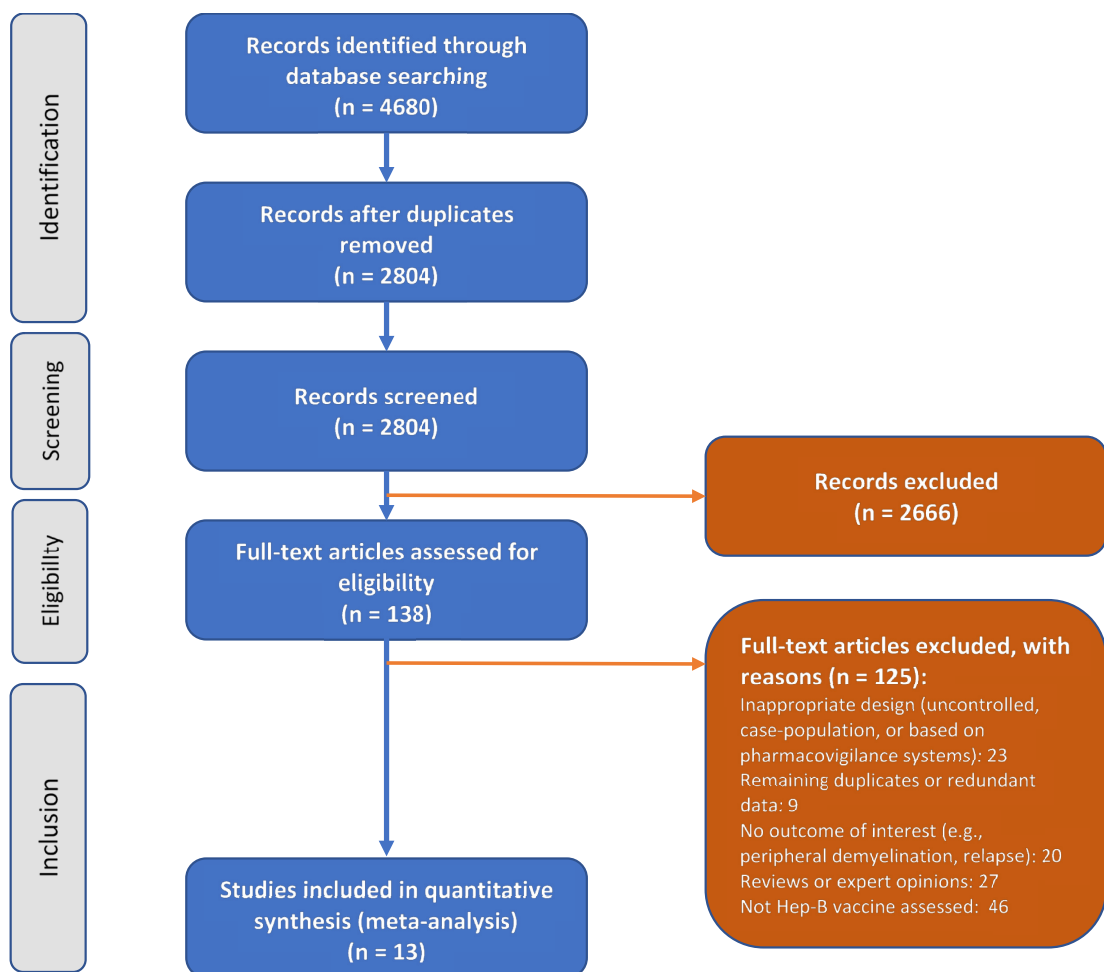 Identification
Records identified through
database searching
(n = 4680)
Records after duplicates
removed
(n = 2804)
Screening
Records screened
(n = 2804)
Records excluded
(n = 2666)
Eligibility
Full-text articles assessed for
eligibility
(n = 138)
Full-text articles excluded, with
reasons (n = 125):
Inappropriate design (uncontrolled,
case-population, or based on
pharmacovigilance systems): 23
Remaining duplicates or redundant
data: 9
No outcome of interest (e.g.,
peripheral demyelination, relapse): 20
Reviews or expert opinions: 27
Not Hep-B vaccine assessed: 46
Inclusion
Studies included in quantitative
synthesis (meta-analysis)
(n = 13)